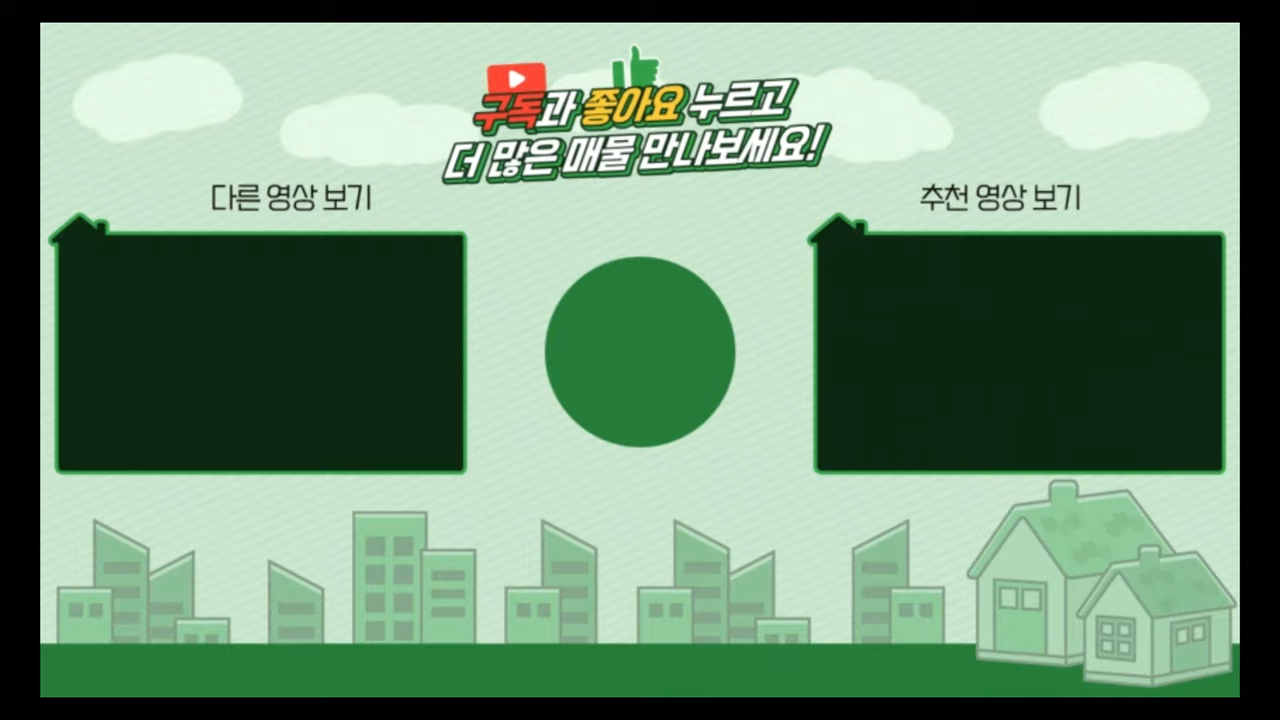 구독과 좋아요 누르고
더 많은 매물 만나보세요!
다른 영상 보기
추천 영상 보기